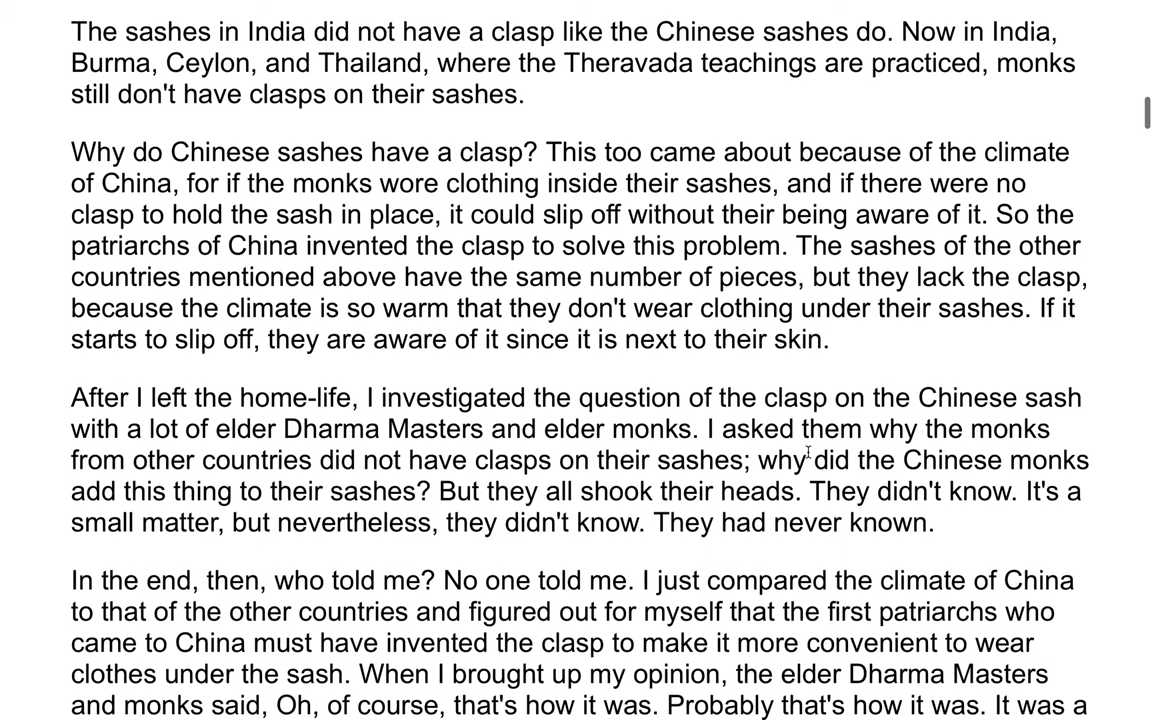 The sashes in India did not have a clasp like the Chinese sashes do. Now in India,
Burma, Ceylon, and Thailand, where the Theravada teachings are practiced, monks
still don't have clasps on their sashes.
Why do Chinese sashes have a clasp? This too came about because of the climate
of China, for if the monks wore clothing inside their sashes, and if there were no
clasp to hold the sash in place, it could slip off without their being aware of it. So the
patriarchs of China invented the clasp to solve this problem. The sashes of the other
countries mentioned above have the same number of pieces, but they lack the clasp,
because the climate is so warm that they don't wear clothing under their sashes. If it
starts to slip off, they are aware of it since it is next to their skin.
After I left the home-life, I investigated the question of the clasp on the Chinese sash
with a lot of elder Dharma Masters and elder monks. I asked them why the monks
from other countries did not have clasps on their sashes; why did the Chinese monks
add this thing to their sashes? But they all shook their heads. They didn't know. It's a
small matter, but nevertheless, they didn't know. They had never known.
In the end, then, who told me? No one told me. I just compared the climate of China
to that of the other countries and figured out for myself that the first patriarchs who
came to China must have invented the clasp to make it more convenient to wear
clothes under the sash. When I brought up my opinion, the elder Dharma Masters
and monks said, Oh, of course, that's how it was. Probably that's how it was. It was a